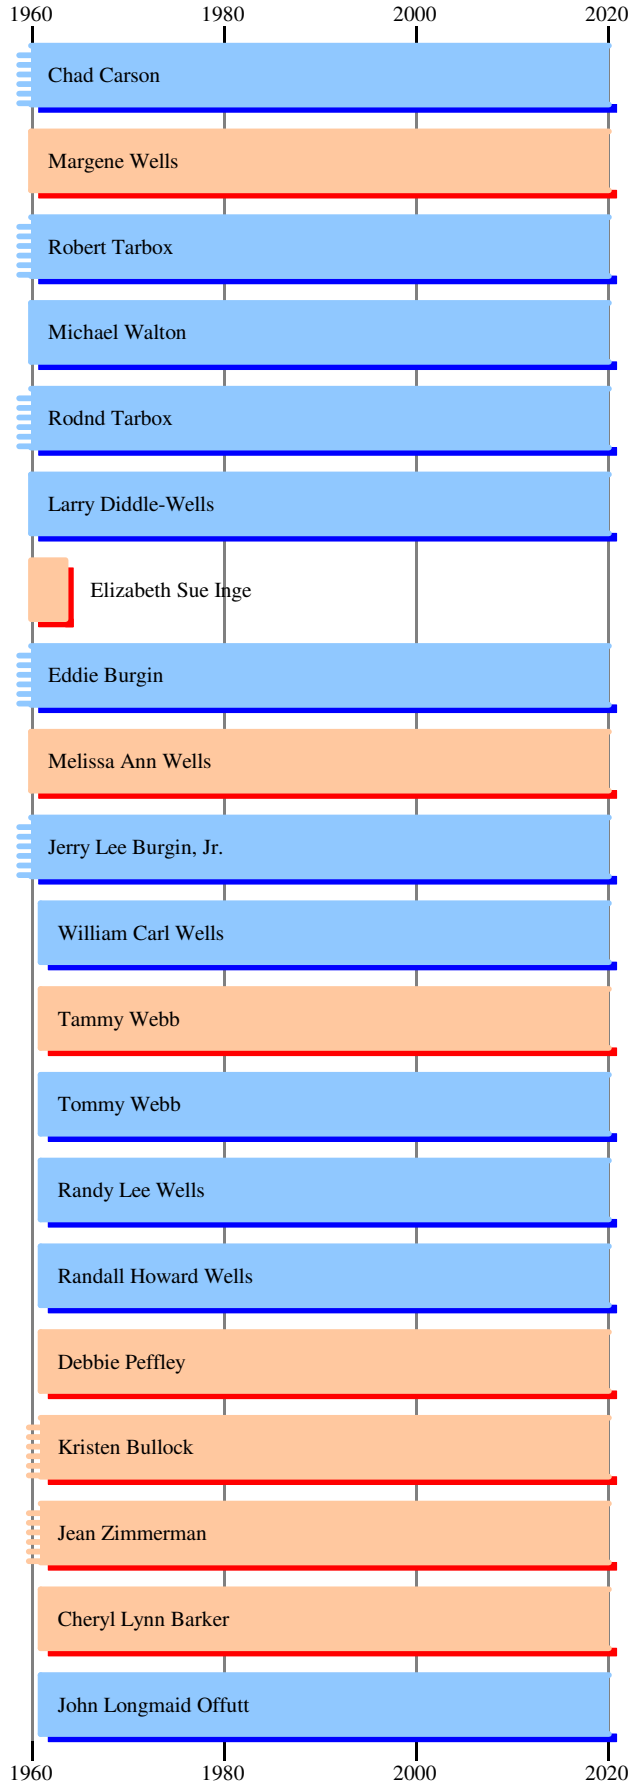 1960 1980 2000 2020
Chad Carson
Margene Wells
Robert Tarbox
Michael Walton
Rodnd Tarbox
Larry Diddle-Wells
Elizabeth Sue Inge
Eddie Burgin
Melissa Ann Wells
Jerry Lee Burgin, Jr.
William Carl Wells
Tammy Webb
Tommy Webb
Randy Lee Wells
Randall Howard Wells
Debbie Peffley
Kristen Bullock
Jean Zimmerman
Cheryl Lynn Barker
John Longmaid Offutt
1960 1980 2000 2020